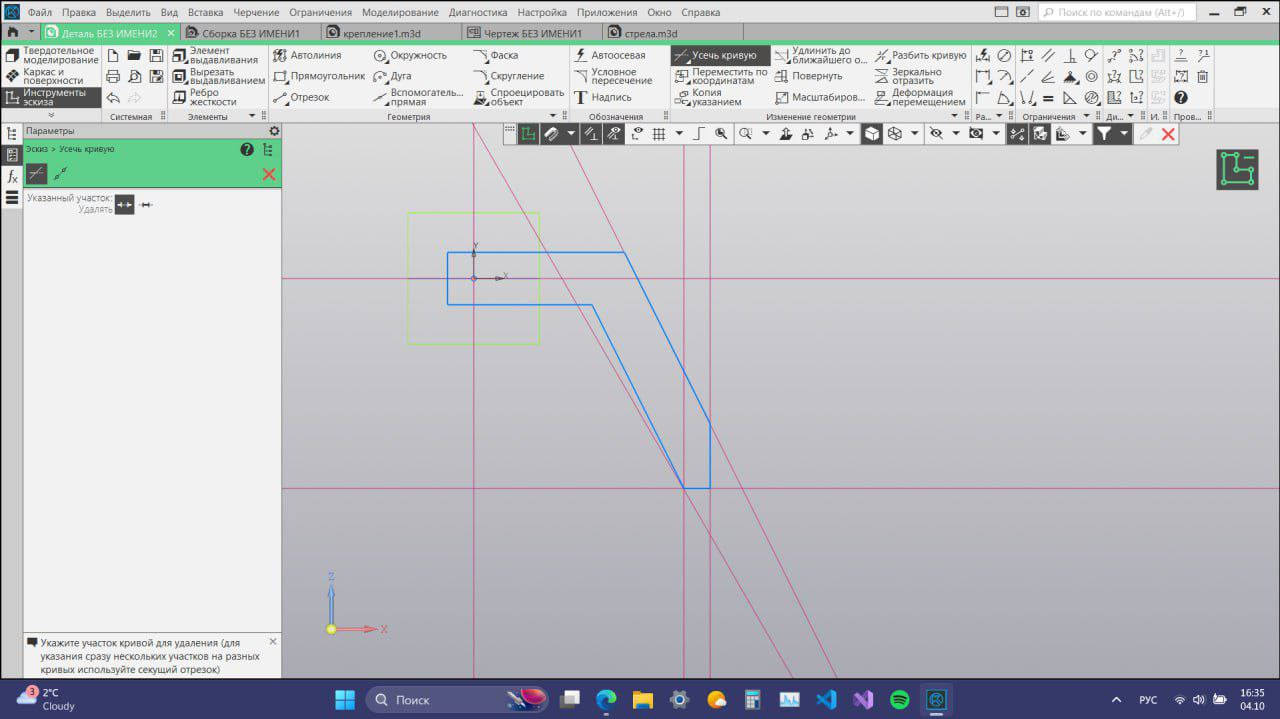 Файл Правка Выделить Вид Вставка Черчение Ограничения Моделирование Диагностика Настройка Приложения Окно Справка
Поиск по командам (Alt+/)
Деталь БЕЗ ИМЕНИ2
Сборка БЕЗ ИМЕНИ1
крепление1.m3d
Чертеж БЕЗ ИМЕНИ1
стрела.m3d
Твердотельное моделирование
Каркас и поверхности
Инструменты эскиза
Системная
Элемент выдавливания
Вырезать выдавливанием
Ребро жесткости
Элементы
Автолиния
Прямоугольник
Отрезок
Окружность
Дуга
Вспомогатель... прямая
Фаска
Скругление
Спроецировать объект
Геометрия
Автоосевая
Условное пересечение
Надпись
Обозначения
Усечь кривую
Переместить по координатам
Копия указанием
Удлинить до ближайшего о...
Повернуть
Масштабиров...
Разбить кривую
Зеркально отразить
Деформация перемещением
Изменение геометрии
Ра...
Ограничения
Ди...
И.
Пров...
Параметры
Эскиз > Усечь кривую
Указанный участок:
Удалять
Y
X
Z
X
Укажите участок кривой для удаления (для
указания сразу нескольких участков на разных
кривых используйте секущий отрезок)
3
2°C
Cloudy
Поиск
РУС
16:35
04.10